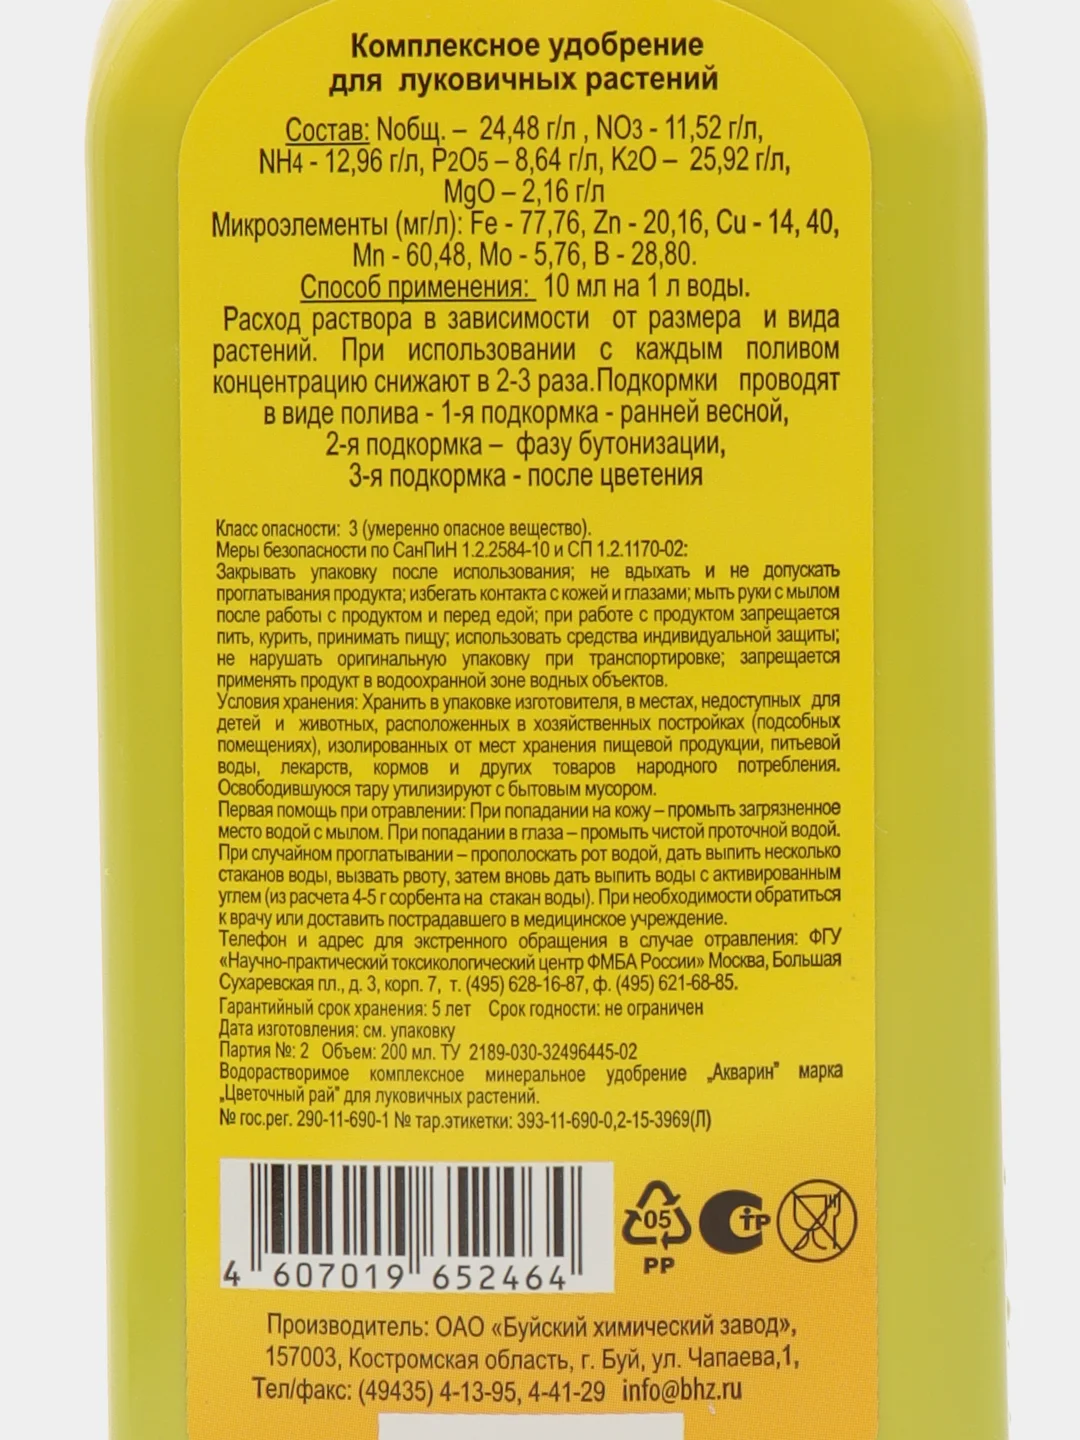 Комплексное удобрение
для луковичных растений
Состав: Nобщ. – 24,48 г/л , NO3 - 11,52 г/л,
NH4 - 12,96 г/л, P2O5 – 8,64 г/л, K2O – 25,92 г/л,
MgO – 2,16 г/л
Микроэлементы (мг/л): Fe - 77,76, Zn - 20,16, Cu - 14, 40,
Mn - 60,48, Mo - 5,76, B - 28,80.
Способ применения: 10 мл на 1 л воды.
Расход раствора в зависимости от размера и вида
растений. При использовании с каждым поливом
концентрацию снижают в 2-3 раза.Подкормки проводят
в виде полива - 1-я подкормка - ранней весной,
2-я подкормка – фазу бутонизации,
3-я подкормка - после цветения
Класс опасности: 3 (умеренно опасное вещество).
Меры безопасности по СанПиН 1.2.2584-10 и СП 1.2.1170-02:
Закрывать упаковку после использования; не вдыхать и не допускать
проглатывания продукта; избегать контакта с кожей и глазами; мыть руки с мылом
после работы с продуктом и перед едой; при работе с продуктом запрещается
пить, курить, принимать пищу; использовать средства индивидуальной защиты;
не нарушать оригинальную упаковку при транспортировке; запрещается
применять продукт в водоохранной зоне водных объектов.
Условия хранения: Хранить в упаковке изготовителя, в местах, недоступных для
детей и животных, расположенных в хозяйственных постройках (подсобных
помещениях), изолированных от мест хранения пищевой продукции, питьевой
воды, лекарств, кормов и других товаров народного потребления.
Освободившуюся тару утилизируют с бытовым мусором.
Первая помощь при отравлении: При попадании на кожу – промыть загрязненное
место водой с мылом. При попадании в глаза – промыть чистой проточной водой.
При случайном проглатывании – прополоскать рот водой, дать выпить несколько
стаканов воды, вызвать рвоту, затем вновь дать выпить воды с активированным
углем (из расчета 4-5 г сорбента на стакан воды). При необходимости обратиться
к врачу или доставить пострадавшего в медицинское учреждение.
Телефон и адрес для экстренного обращения в случае отравления: ФГУ
«Научно-практический токсикологический центр ФМБА России» Москва, Большая
Сухаревская пл., д. 3, корп. 7, т. (495) 628-16-87, ф. (495) 621-68-85.
Гарантийный срок хранения: 5 лет Срок годности: не ограничен
Дата изготовления: см. упаковку
Партия №: 2 Объем: 200 мл. ТУ 2189-030-32496445-02
Водорастворимое комплексное минеральное удобрение „Акварин" марка
„Цветочный рай" для луковичных растений.
№ гос.рег. 290-11-690-1 № тар.этикетки: 393-11-690-0,2-15-3969(Л)
4 607019 652464
05
PP
СТР
Производитель: ОАО «Буйский химический завод»,
157003, Костромская область, г. Буй, ул. Чапаева,1,
Тел/факс: (49435) 4-13-95, 4-41-29 info@bhz.ru